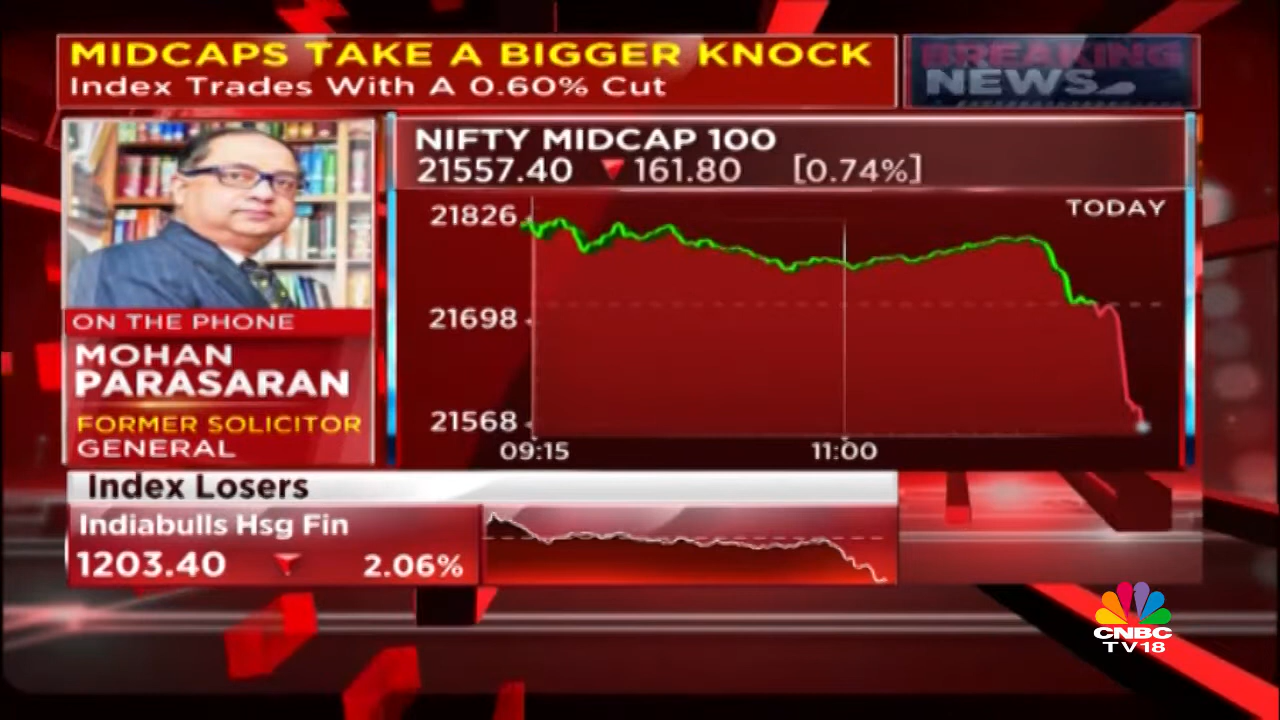 MIDCAPS TAKE A BIGGER KNOCK
Index Trades With A 0.60% Cut
BREAKING
NEWS
NIFTY MIDCAP 100
21557.40 ▼ 161.80 [0.74%]
TODAY
21826
21698
21568
09:15 11:00
ON THE PHONE
MOHAN
PARASARAN
FORMER SOLICITOR
GENERAL
Index Losers
Indiabulls Hsg Fin
1203.40 ▼ 2.06%
CNBC
TV18